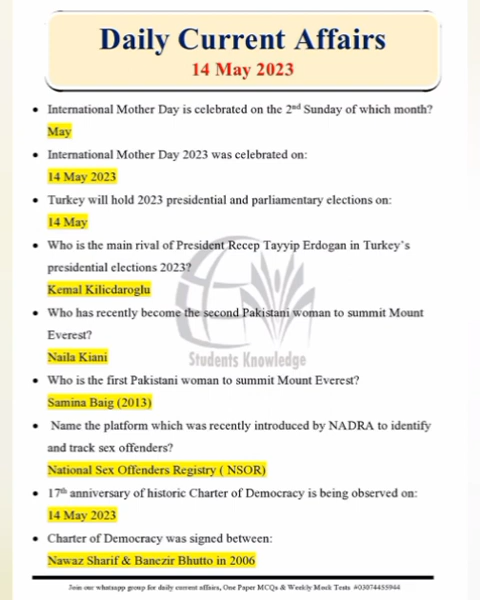 Daily Current Affairs
14 May 2023
• International Mother Day is celebrated on the 2nd Sunday of which month?
May
• International Mother Day 2023 was celebrated on:
14 May 2023
• Turkey will hold 2023 presidential and parliamentary elections on:
14 May
• Who is the main rival of President Recep Tayyip Erdogan in Turkey's
presidential elections 2023?
Kemal Kilicdaroglu
• Who has recently become the second Pakistani woman to summit Mount
Everest?
Naila Kiani
Students Knowledge
• Who is the first Pakistani woman to summit Mount Everest?
Samina Baig (2013)
• Name the platform which was recently introduced by NADRA to identify
and track sex offenders?
National Sex Offenders Registry ( NSOR)
• 17th anniversary of historic Charter of Democracy is being observed on:
14 May 2023
• Charter of Democracy was signed between:
Nawaz Sharif & Banezir Bhutto in 2006
Join our whatsapp group for daily current affairs, One Paper MCQs & Weekly Mock Tests #03074455944